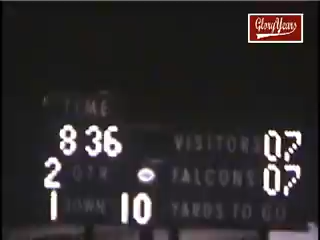 Glory Years
TIME
8 36 VISITORS 07
2 QTR FALCONS 07
1 DOWN 10 YARDS TO GO